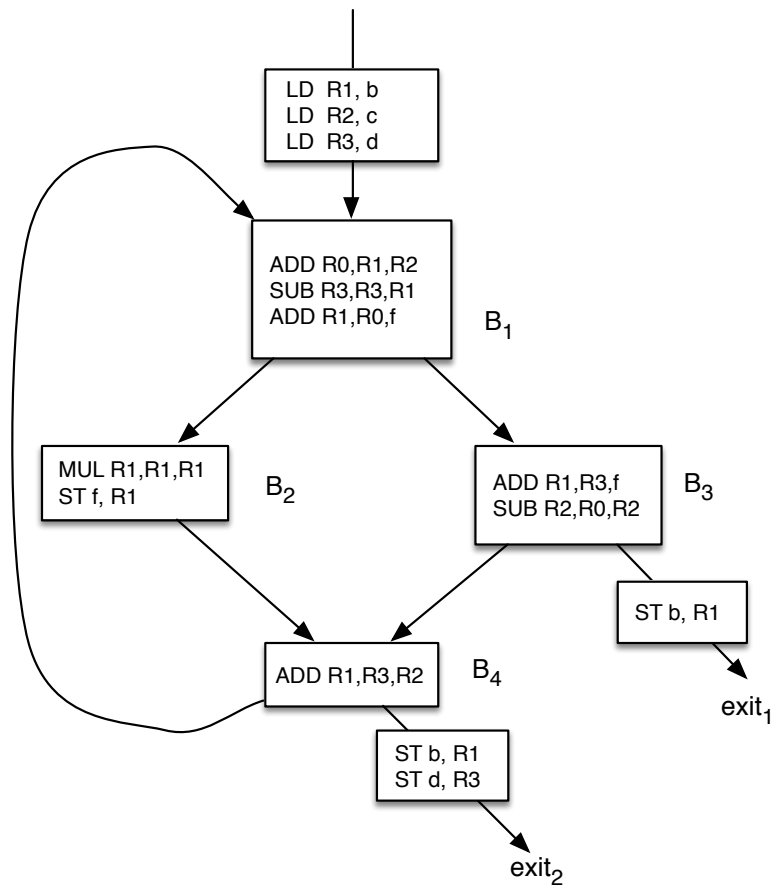 LD R1, b
LD R2, c
LD R3, d
ADD R0,R1,R2
SUB R3,R3,R1
ADD R1,R0,f
B1
MUL R1,R1,R1
ST f, R1
B2
ADD R1,R3,f
SUB R2,R0,R2
B3
ST b, R1
exit1
ADD R1,R3,R2
B4
ST b, R1
ST d, R3
exit2